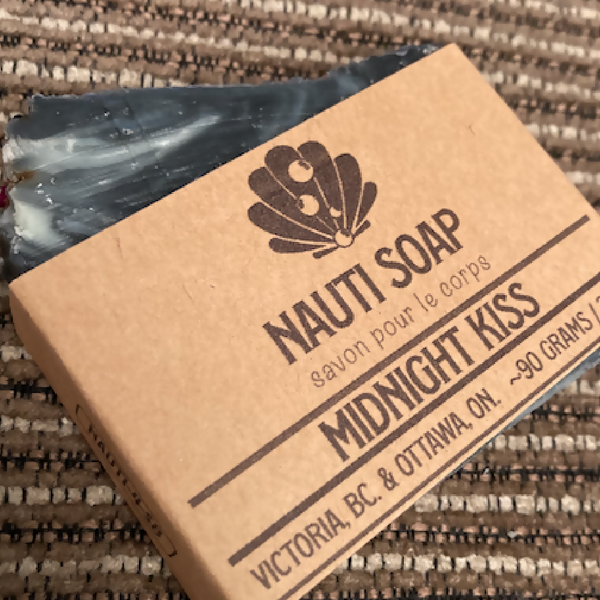 NAUTI SOAP
savon pour le corps
MIDNIGHT KISS
VICTORIA, BC. & OTTAWA, ON. ~90 GRAMS /